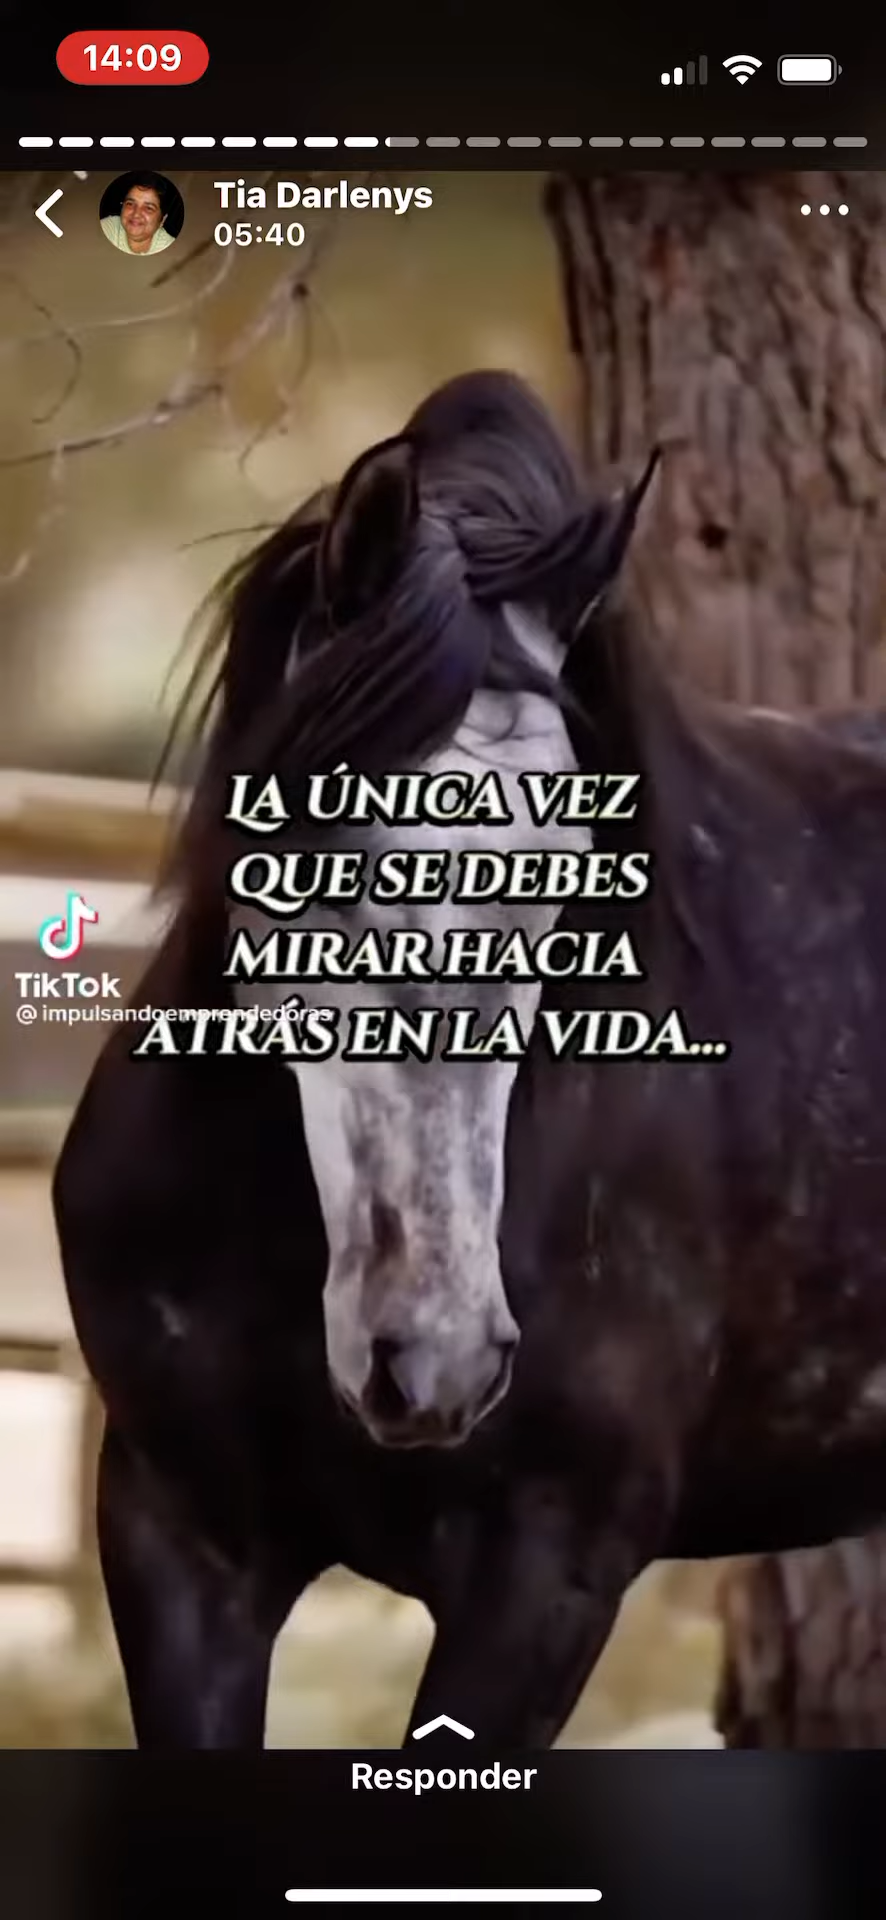 14:09
Tia Darlenys
05:40
LA ÚNICA VEZ
QUE SE DEBES
MIRAR HACIA
ATRÁS EN LA VIDA...
TikTok
@impulsandoemprendedoras
Responder